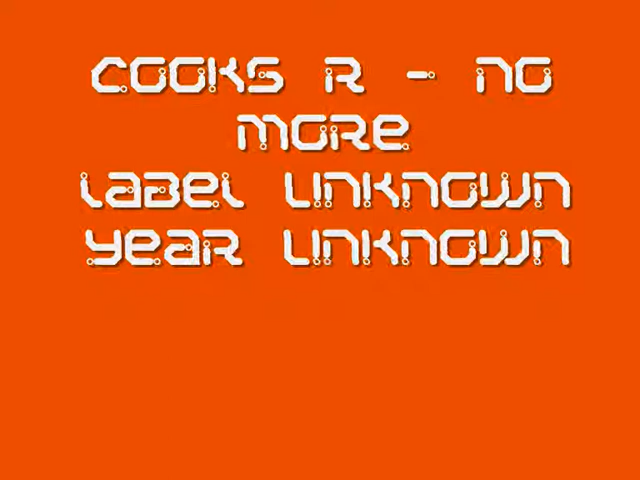 COOKS R - NO
MORE
LABEL UNKNOWN
YEAR UNKNOWN